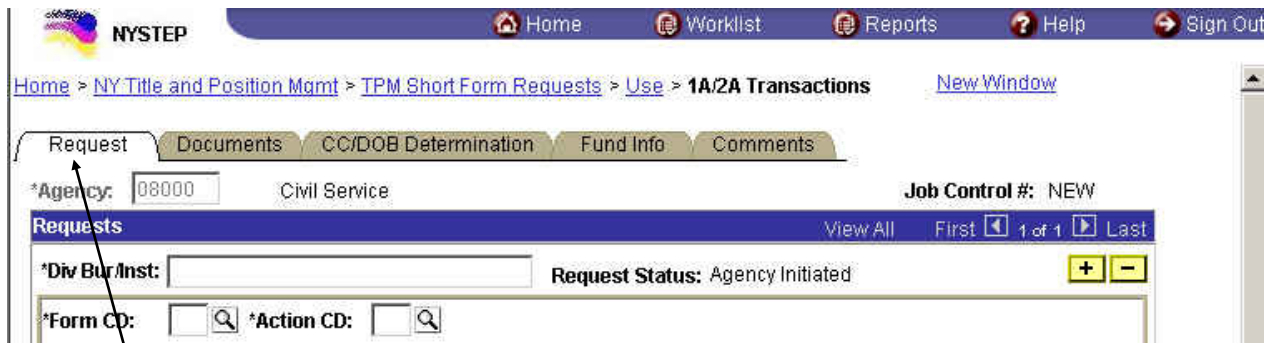 NYSTEP Home Worklist Reports Help Sign Out
Home > NY Title and Position Mgmt > TPM Short Form Requests > Use > 1A/2A Transactions New Window
Request Documents CC/DOB Determination Fund Info Comments
*Agency: 08000 Civil Service Job Control #: NEW
Requests View All First 1 of 1 Last
*Div Bur/Inst: Request Status: Agency Initiated + -
*Form CD: *Action CD: